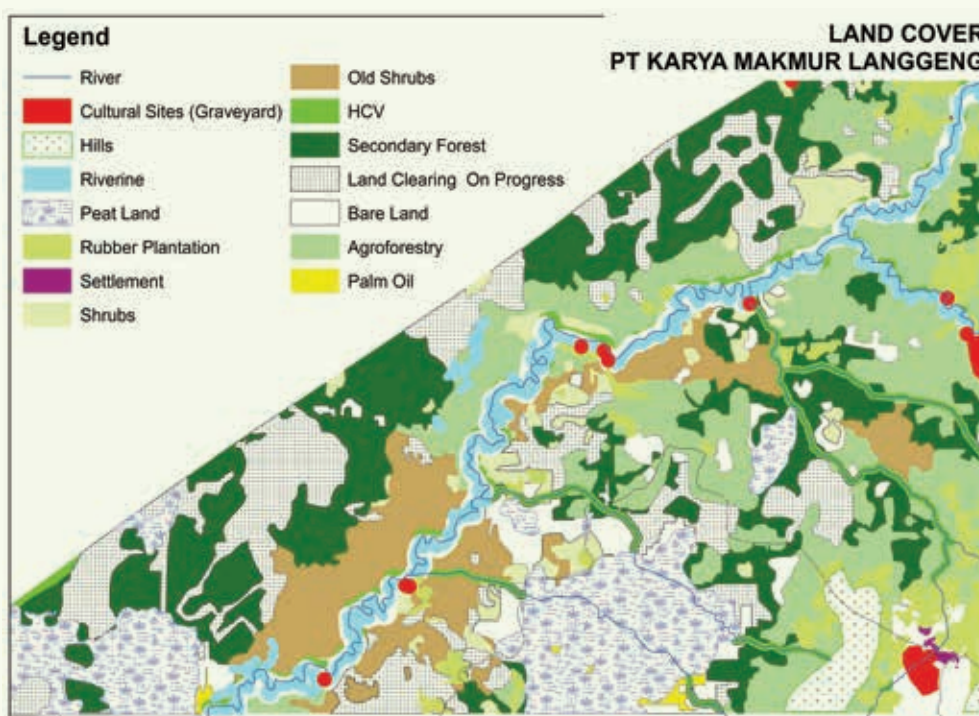 LAND COVER
PT KARYA MAKMUR LANGGENG
Legend
River
Cultural Sites (Graveyard)
Hills
Riverine
Peat Land
Rubber Plantation
Settlement
Shrubs
Old Shrubs
HCV
Secondary Forest
Land Clearing On Progress
Bare Land
Agroforestry
Palm Oil